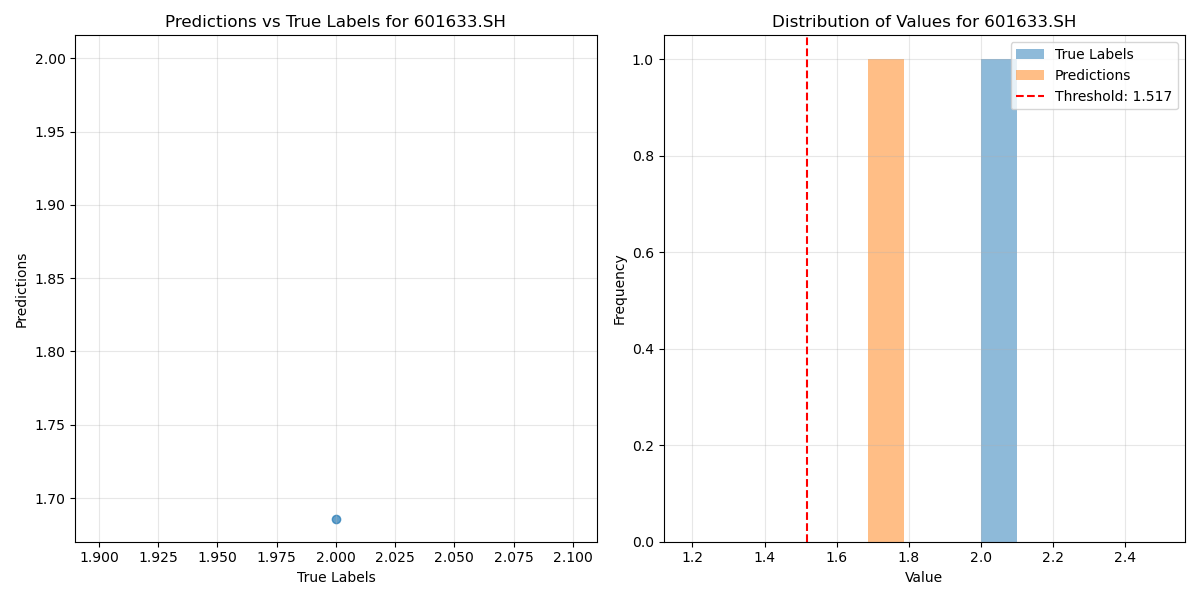 Predictions vs True Labels for 601633.SH
2.00
1.95
1.90
1.85
1.80
1.75
1.70
Predictions
1.900 1.925 1.950 1.975 2.000 2.025 2.050 2.075 2.100
True Labels
Distribution of Values for 601633.SH
True Labels
Predictions
Threshold: 1.517
1.0
0.8
0.6
0.4
0.2
0.0
Frequency
1.2 1.4 1.6 1.8 2.0 2.2 2.4
Value